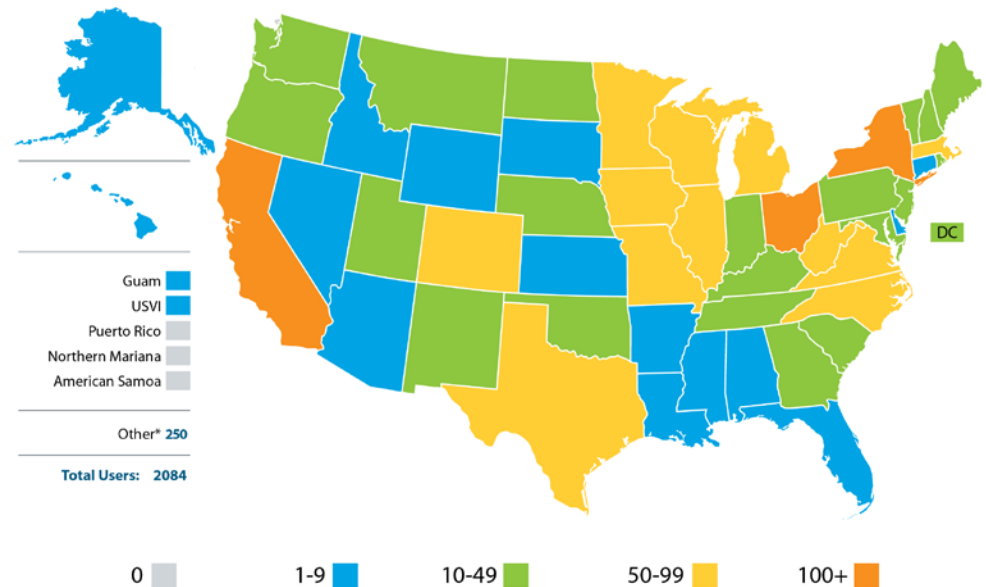 DC
Guam
USVI
Puerto Rico
Northern Mariana
American Samoa
Other* 250
Total Users: 2084
0
1-9
10-49
50-99
100+